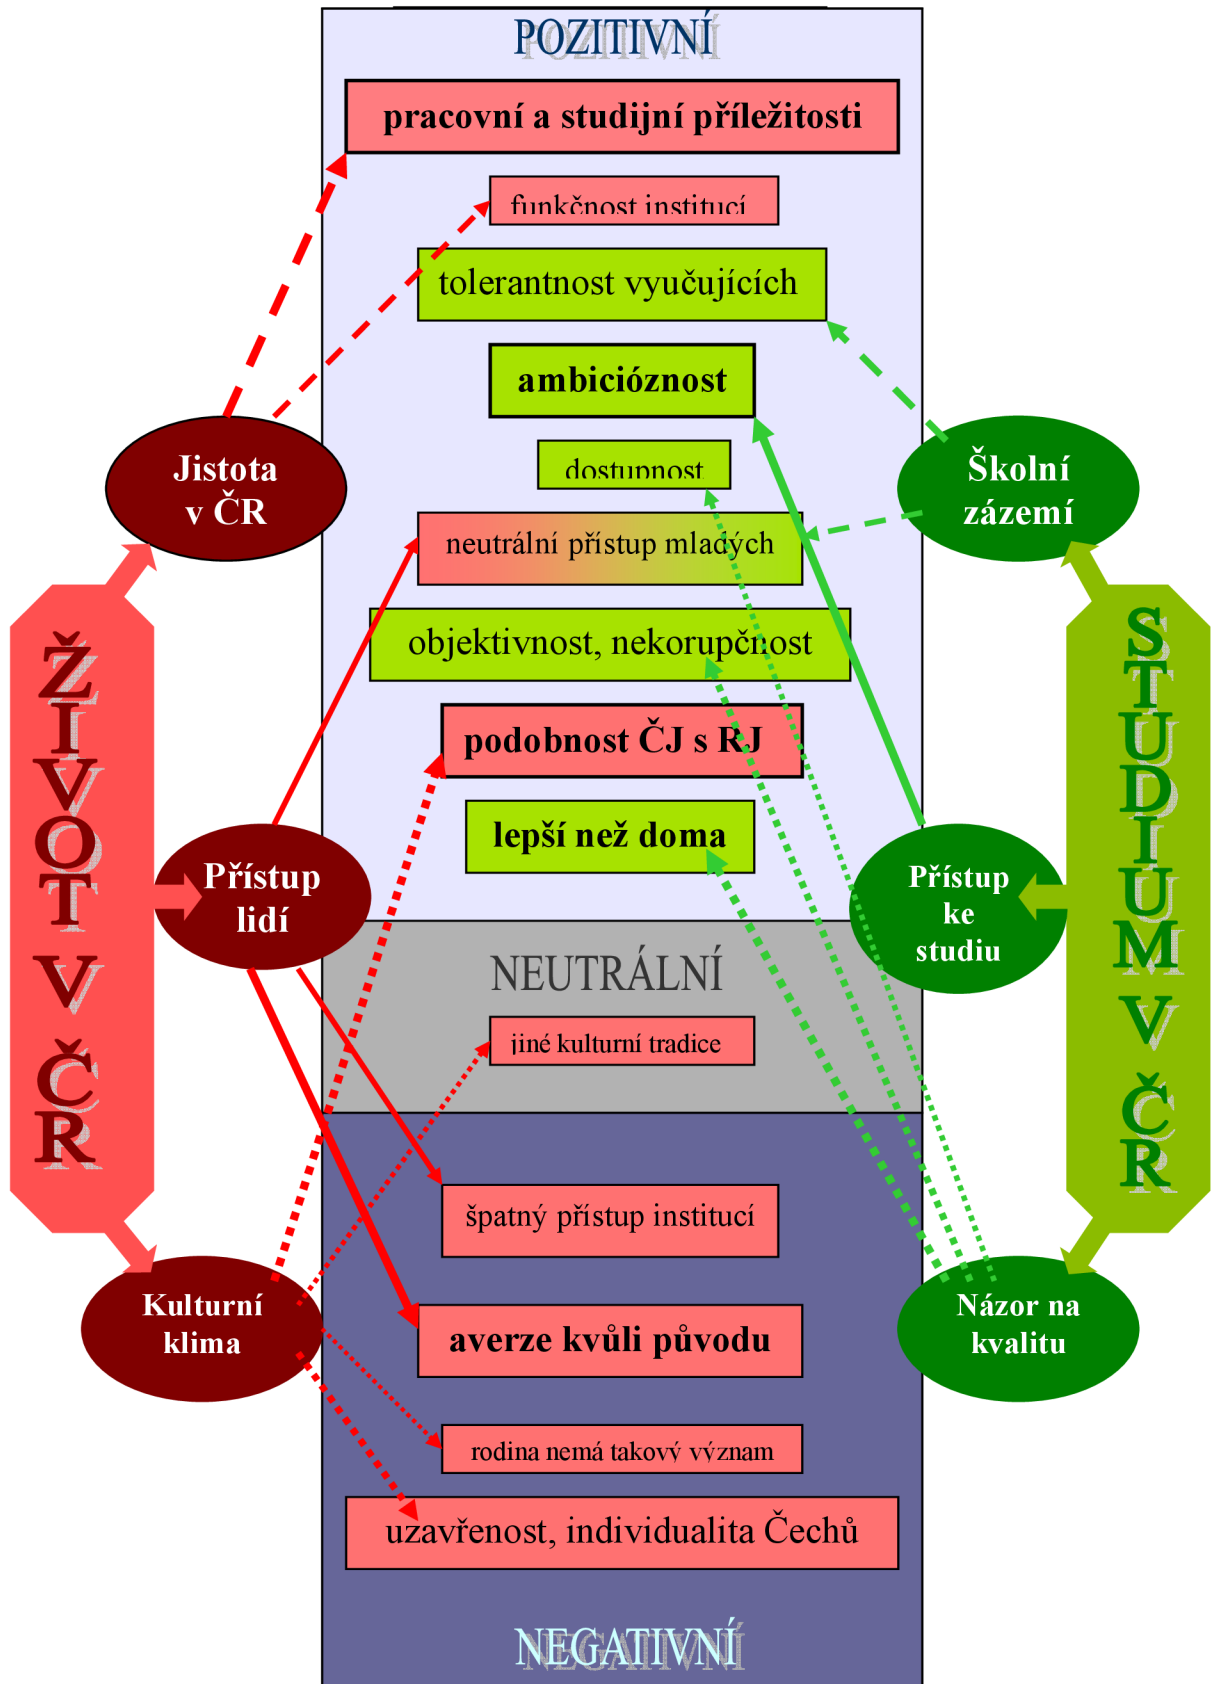 POZITIVNÍ
pracovní a studijní příležitosti
funkčnost institucí
tolerantnost vyučujících
ambicióznost
dostupnost
neutrální přístup mladých
objektivnost, nekorupčnost
podobnost ČJ s RJ
lepší než doma
NEUTRÁLNÍ
jiné kulturní tradice
špatný přístup institucí
averze kvůli původu
rodina nemá takový význam
uzavřenost, individualita Čechů
NEGATIVNÍ
ŽIVOT V ČR
Jistota
v ČR
Přístup
lidí
Kulturní
klima
STUDIUM V ČR
Školní
zázemí
Přístup
ke
studiu
Názor na
kvalitu